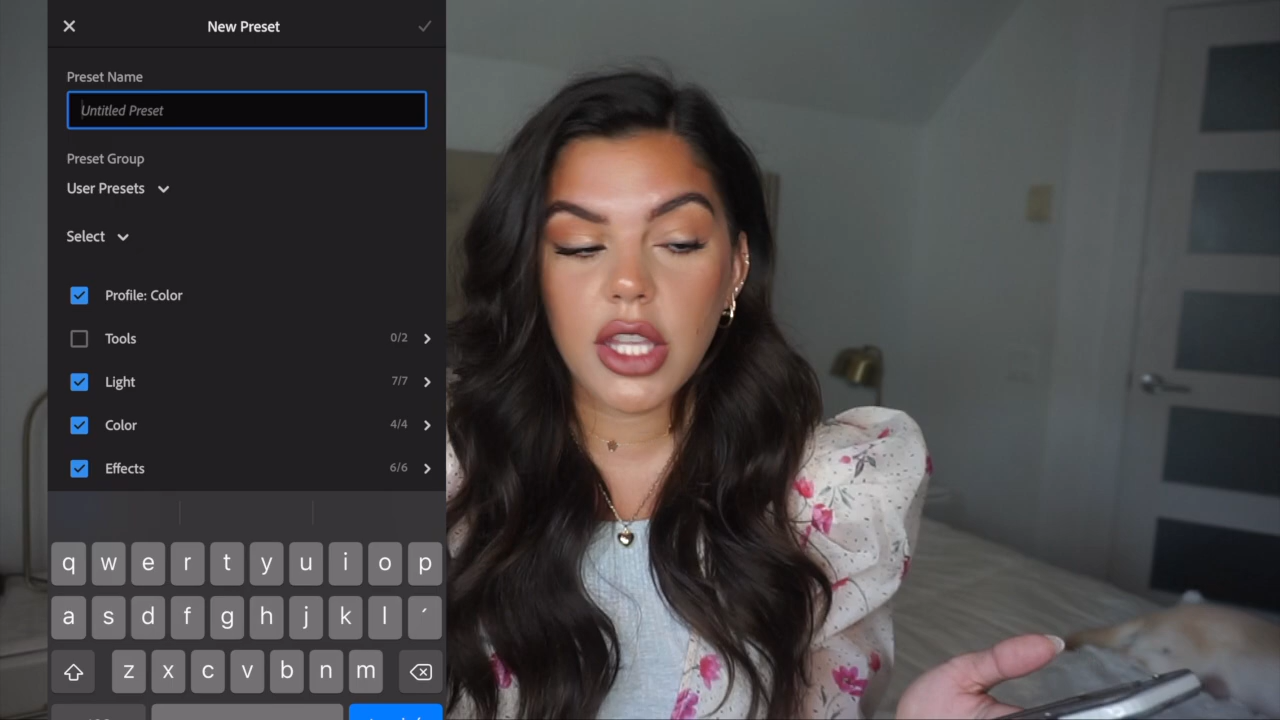 New Preset
Preset Name
Untitled Preset
Preset Group
User Presets
Select
Profile: Color
Tools 0/2
Light 7/7
Color 4/4
Effects 6/6
q w e r t y u i o p
a s d f g h j k l ´
z x c v b n m